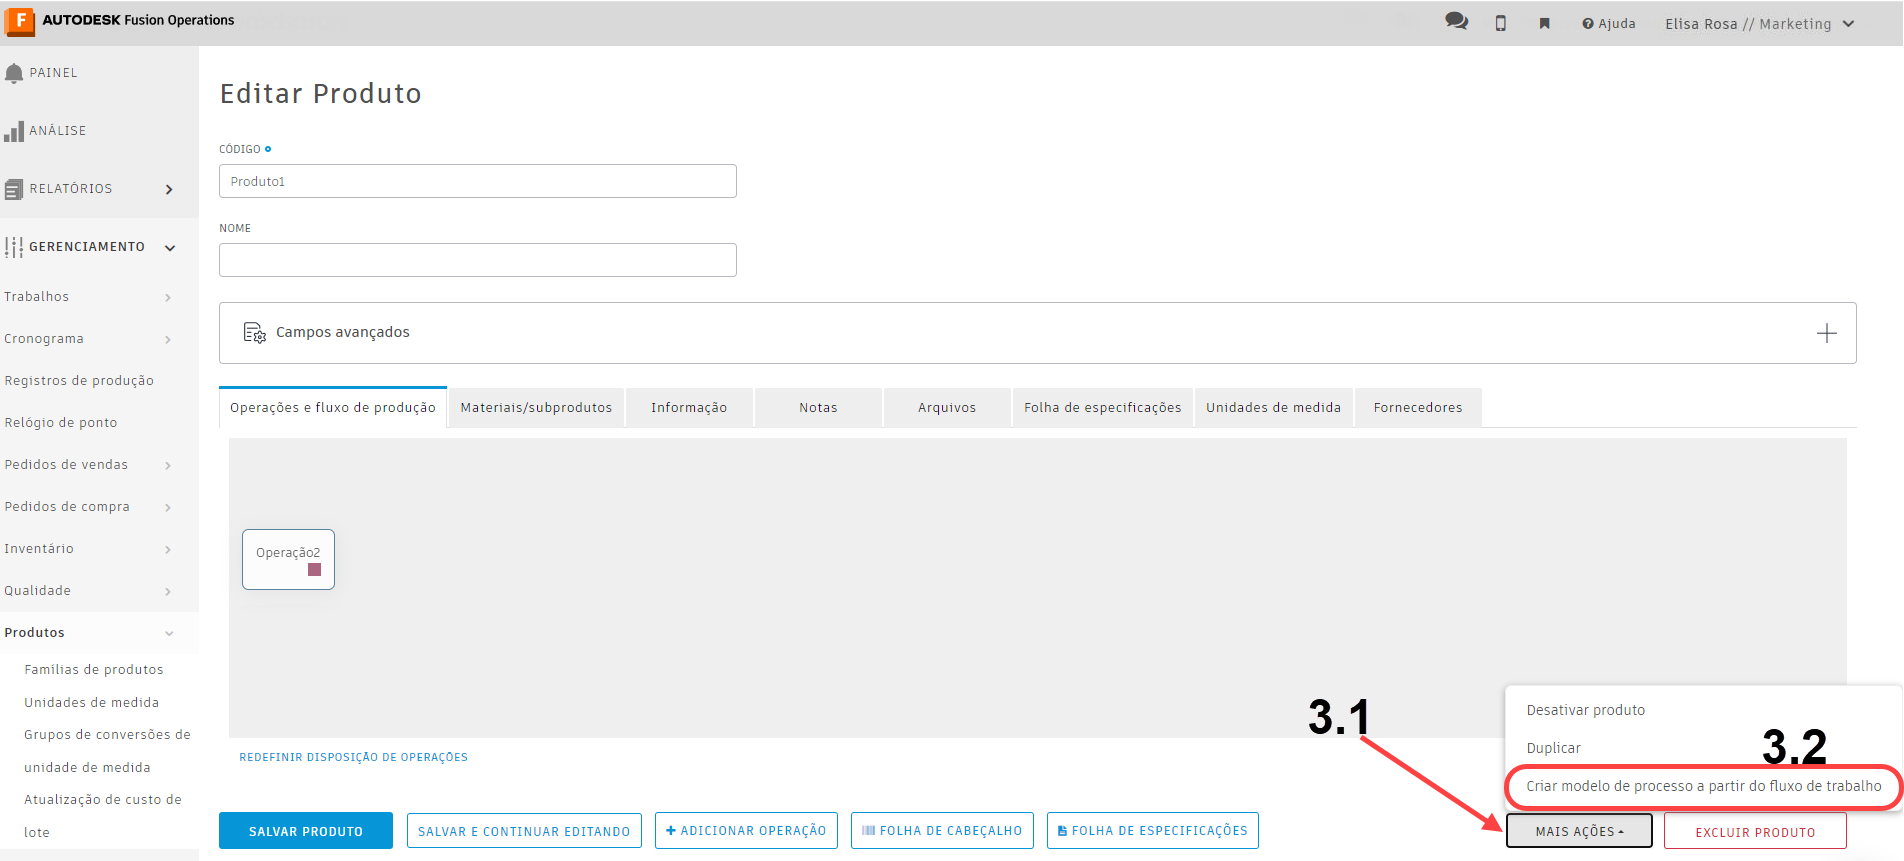 AUTODESK Fusion Operations
Ajuda
Elisa Rosa // Marketing
PAINEL
ANÁLISE
RELATÓRIOS
GERENCIAMENTO
Trabalhos
Cronograma
Registros de produção
Relógio de ponto
Pedidos de vendas
Pedidos de compra
Inventário
Qualidade
Produtos
Famílias de produtos
Unidades de medida
Grupos de conversões de
unidade de medida
Atualização de custo de
lote
Editar Produto
CÓDIGO
Produto1
NOME
Campos avançados
Operações e fluxo de produção
Materiais/subprodutos
Informação
Notas
Arquivos
Folha de especificações
Unidades de medida
Fornecedores
Operação2
REDEFINIR DISPOSIÇÃO DE OPERAÇÕES
3.1
Desativar produto
Duplicar
3.2
Criar modelo de processo a partir do fluxo de trabalho
SALVAR PRODUTO
SALVAR E CONTINUAR EDITANDO
+ ADICIONAR OPERAÇÃO
FOLHA DE CABEÇALHO
FOLHA DE ESPECIFICAÇÕES
MAIS AÇÕES
EXCLUIR PRODUTO